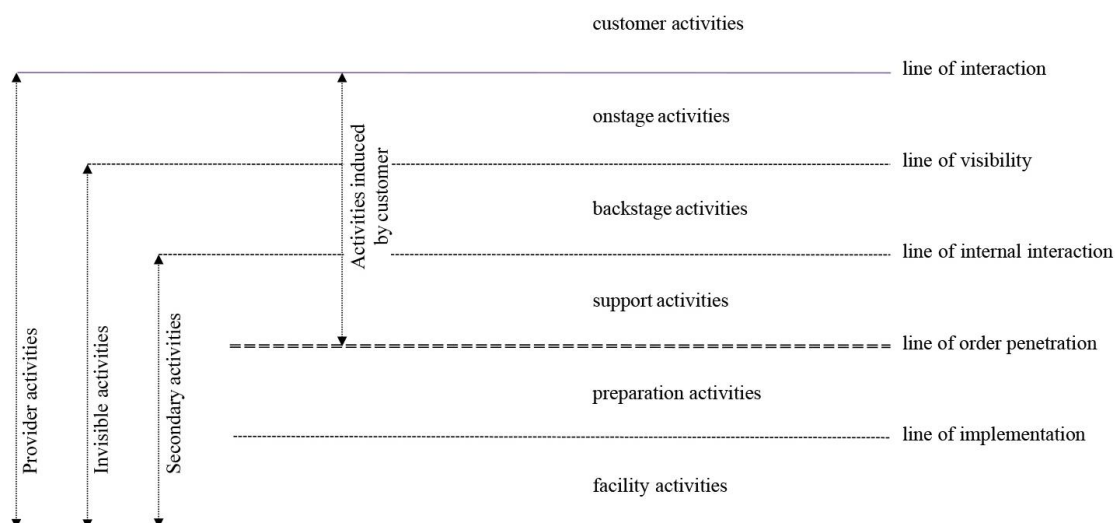 customer activities
line of interaction
onstage activities
line of visibility
backstage activities
line of internal interaction
support activities
line of order penetration
preparation activities
line of implementation
facility activities
Provider activities
Invisible activities
Secondary activities
Activities induced
by customer